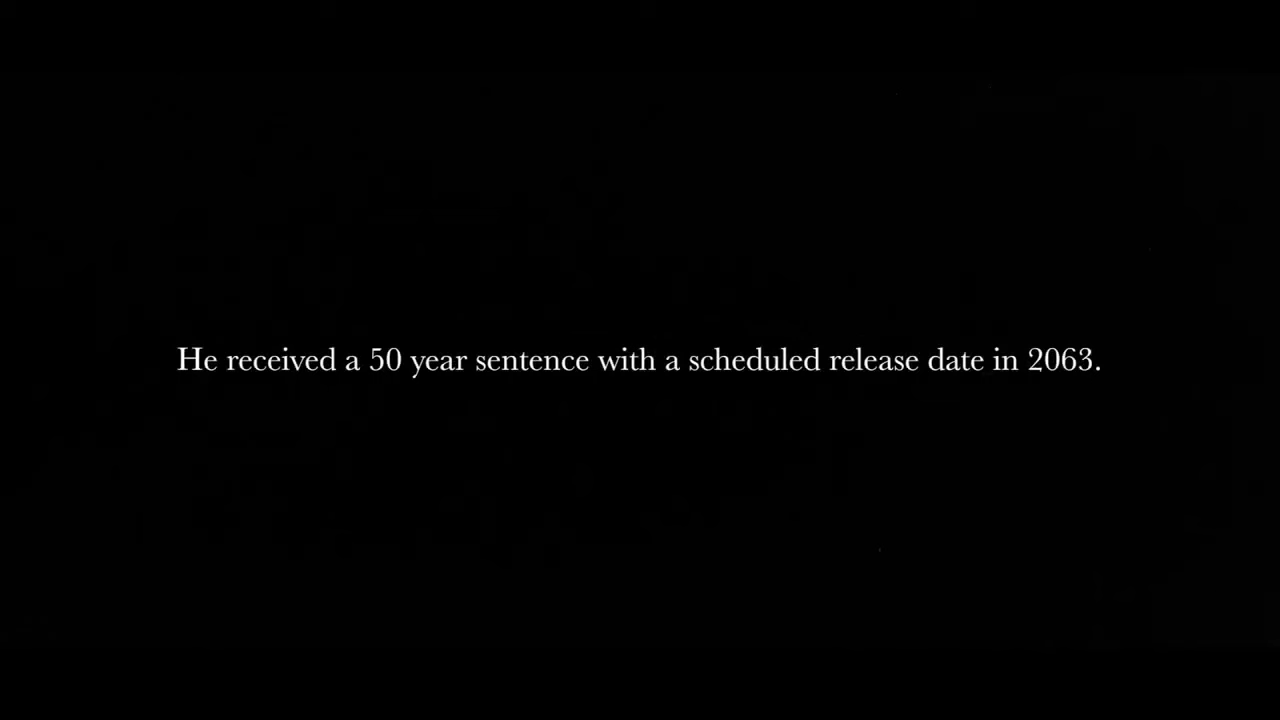 He received a 50 year sentence with a scheduled release date in 2063.